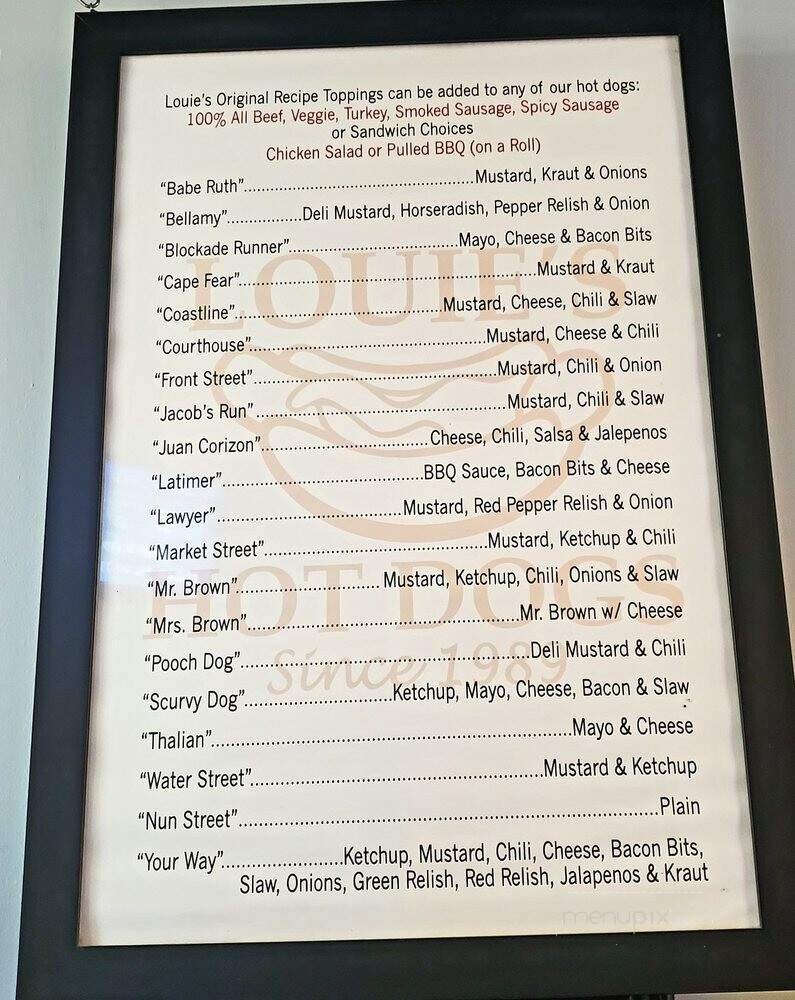 Louie's Original Recipe Toppings can be added to any of our hot dogs:
100% All Beef, Veggie, Turkey, Smoked Sausage, Spicy Sausage
or Sandwich Choices
Chicken Salad or Pulled BBQ (on a Roll)
LOUIE'S
HOT DOGS
Since 1989
"Babe Ruth"..........Mustard, Kraut & Onions
"Bellamy"..........Deli Mustard, Horseradish, Pepper Relish & Onion
"Blockade Runner"..........Mayo, Cheese & Bacon Bits
"Cape Fear"..........Mustard & Kraut
"Coastline"..........Mustard, Cheese, Chili & Slaw
"Courthouse"..........Mustard, Cheese & Chili
"Front Street"..........Mustard, Chili & Onion
"Jacob's Run"..........Mustard, Chili & Slaw
"Juan Corizon"..........Cheese, Chili, Salsa & Jalepenos
"Latimer"..........BBQ Sauce, Bacon Bits & Cheese
"Lawyer"..........Mustard, Red Pepper Relish & Onion
"Market Street"..........Mustard, Ketchup & Chili
"Mr. Brown"..........Mustard, Ketchup, Chili, Onions & Slaw
"Mrs. Brown"..........Mr. Brown w/ Cheese
"Pooch Dog"..........Deli Mustard & Chili
"Scurvy Dog"..........Ketchup, Mayo, Cheese, Bacon & Slaw
"Thalian"..........Mayo & Cheese
"Water Street"..........Mustard & Ketchup
"Nun Street"..........Plain
"Your Way"..........Ketchup, Mustard, Chili, Cheese, Bacon Bits,
Slaw, Onions, Green Relish, Red Relish, Jalapenos & Kraut
menupix